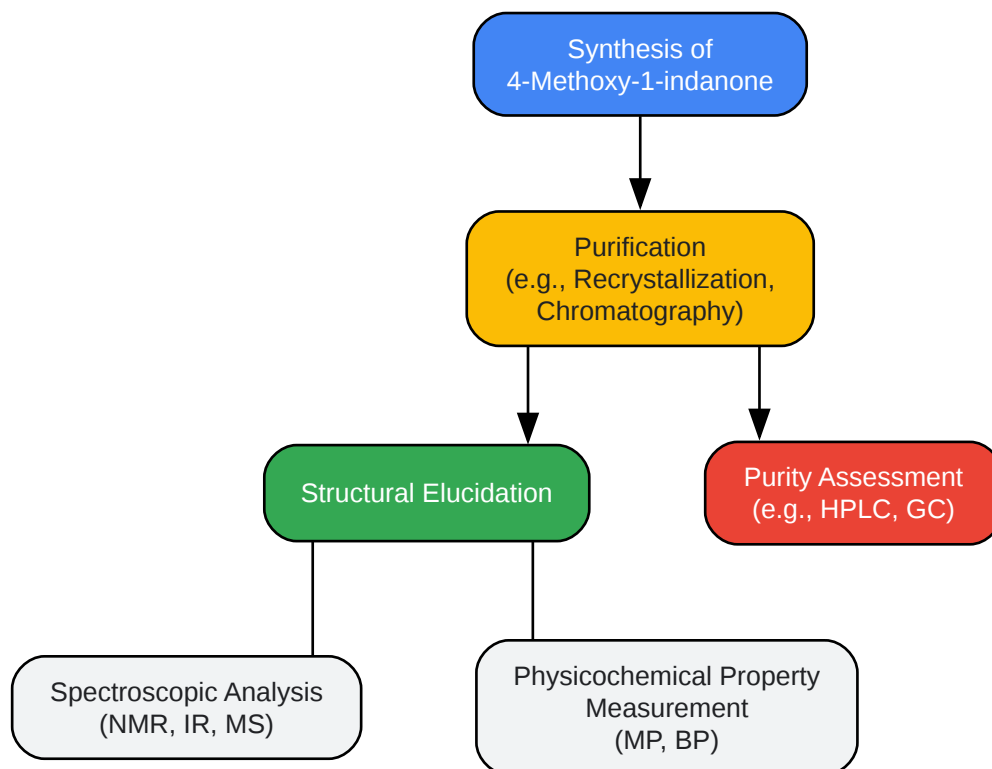 Synthesis of
4-Methoxy-1-indanone
Purification
(e.g., Recrystallization,
Chromatography)
Structural Elucidation
Purity Assessment
(e.g., HPLC, GC)
Spectroscopic Analysis
(NMR, IR, MS)
Physicochemical Property
Measurement
(MP, BP)